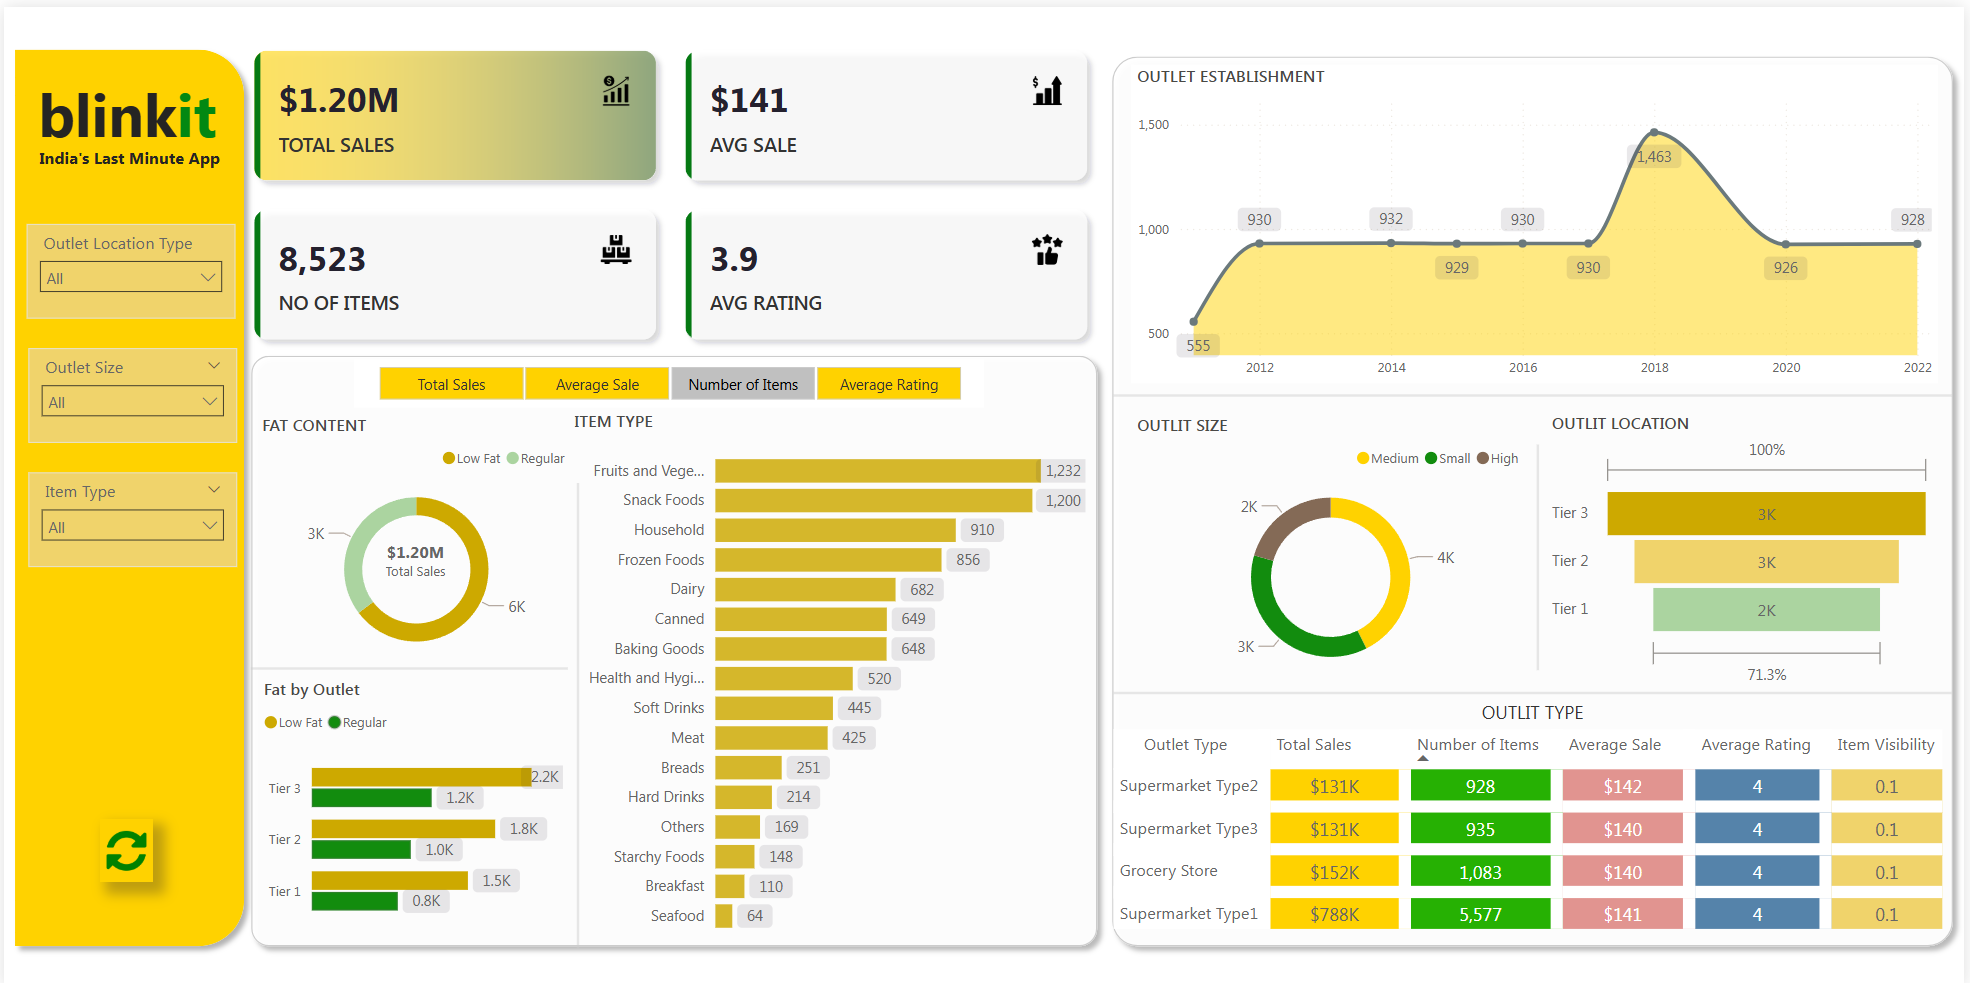 blinkit
India's Last Minute App
Outlet Location Type
All
Outlet Size
All
Item Type
All
$1.20M
TOTAL SALES
$141
AVG SALE
8,523
NO OF ITEMS
3.9
AVG RATING
Total Sales
Average Sale
Number of Items
Average Rating
FAT CONTENT
Low Fat Regular
3K
$1.20M
Total Sales
6K
Fat by Outlet
Low Fat Regular
Tier 3
2.2K
1.2K
Tier 2
1.8K
1.0K
Tier 1
1.5K
0.8K
ITEM TYPE
Fruits and Vege... 1,232
Snack Foods 1,200
Household 910
Frozen Foods 856
Dairy 682
Canned 649
Baking Goods 648
Health and Hygi... 520
Soft Drinks 445
Meat 425
Breads 251
Hard Drinks 214
Others 169
Starchy Foods 148
Breakfast 110
Seafood 64
OUTLET ESTABLISHMENT
1,500
1,000
500
555
930
932
929
930
930
1,463
926
928
2012 2014 2016 2018 2020 2022
OUTLIT SIZE
Medium Small High
2K
4K
3K
OUTLIT LOCATION
100%
Tier 3 3K
Tier 2 3K
Tier 1 2K
71.3%
OUTLIT TYPE
Outlet Type Total Sales Number of Items Average Sale Average Rating Item Visibility
Supermarket Type2 $131K 928 $142 4 0.1
Supermarket Type3 $131K 935 $140 4 0.1
Grocery Store $152K 1,083 $140 4 0.1
Supermarket Type1 $788K 5,577 $141 4 0.1